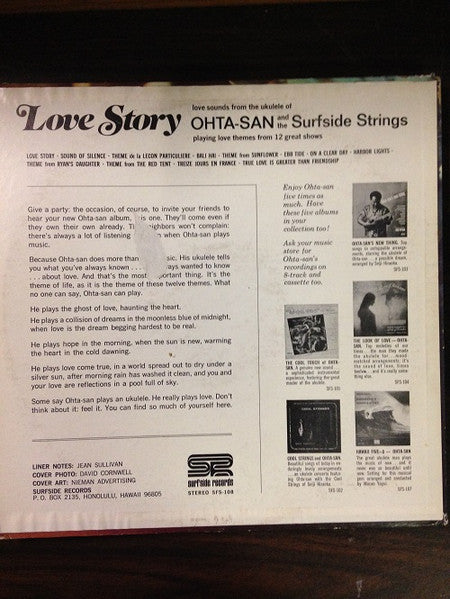 Love Story
love sounds from the ukulele of
OHTA-SAN and the Surfside Strings
playing love themes from 12 great shows
LOVE STORY - SOUND OF SILENCE - THEME de la LECON PARTICULIERE - BALI HAI - THEME from SUNFLOWER - EBB TIDE - ON A CLEAR DAY - HARBOR LIGHTS -
THEME from RYAN'S DAUGHTER - THEME from THE RED TENT - TREIZE JOURS EN FRANCE - TRUE LOVE IS GREATER THAN FRIENDSHIP
Give a party: the occasion, of course, to invite your friends to
hear your new Ohta-san album, is one. They'll come even if
they own their own already. T ighbors won't complain:
there's always a lot of listening when Ohta-san plays
music.
Because Ohta-san does more than sic. His ukulele tells
you what you've always known . . . ays wanted to know
. . . about love. And that's the most portant thing. It's the
theme of life, as it is the theme of these twelve themes. What
no one can say, Ohta-san can play.
He plays the ghost of love, haunting the heart.
He plays a collision of dreams in the moonless blue of midnight,
when love is the dream begging hardest to be real.
He plays hope in the morning, when the sun is new, warming
the heart in the cold dawning.
He plays love come true, in a world spread out to dry under a
silver sun, after morning rain has washed it clean, and you and
your love are reflections in a pool full of sky.
Some say Ohta-san plays an ukulele. He really plays love. Don't
think about it: feel it. You can find so much of yourself here.
LINER NOTES: JEAN SULLIVAN
COVER PHOTO: DAVID CORNWELL
COVER ART: NIEMAN ADVERTISING
SURFSIDE RECORDS
P. O. BOX 2135, HONOLULU, HAWAII 96805
surfside records
STEREO SFS-108
Enjoy Ohta-san
five times as
much. Have
these five albums
in your
collection too!
Ask your
music store
for
Ohta-san's
recordings on
8-track and
cassette too.
OHTA-SAN'S NEW THING. Top
SFS 103
THE LOOK OF LOVE — OHTA-
SAN.
SFS 104
THE COOL TOUCH of OHTA-
SAN.
SFS 105
COOL STRINGS and OHTA-SAN.
SFS 102
HAWAII FIVE-0 — OHTA-SAN
SFS 107